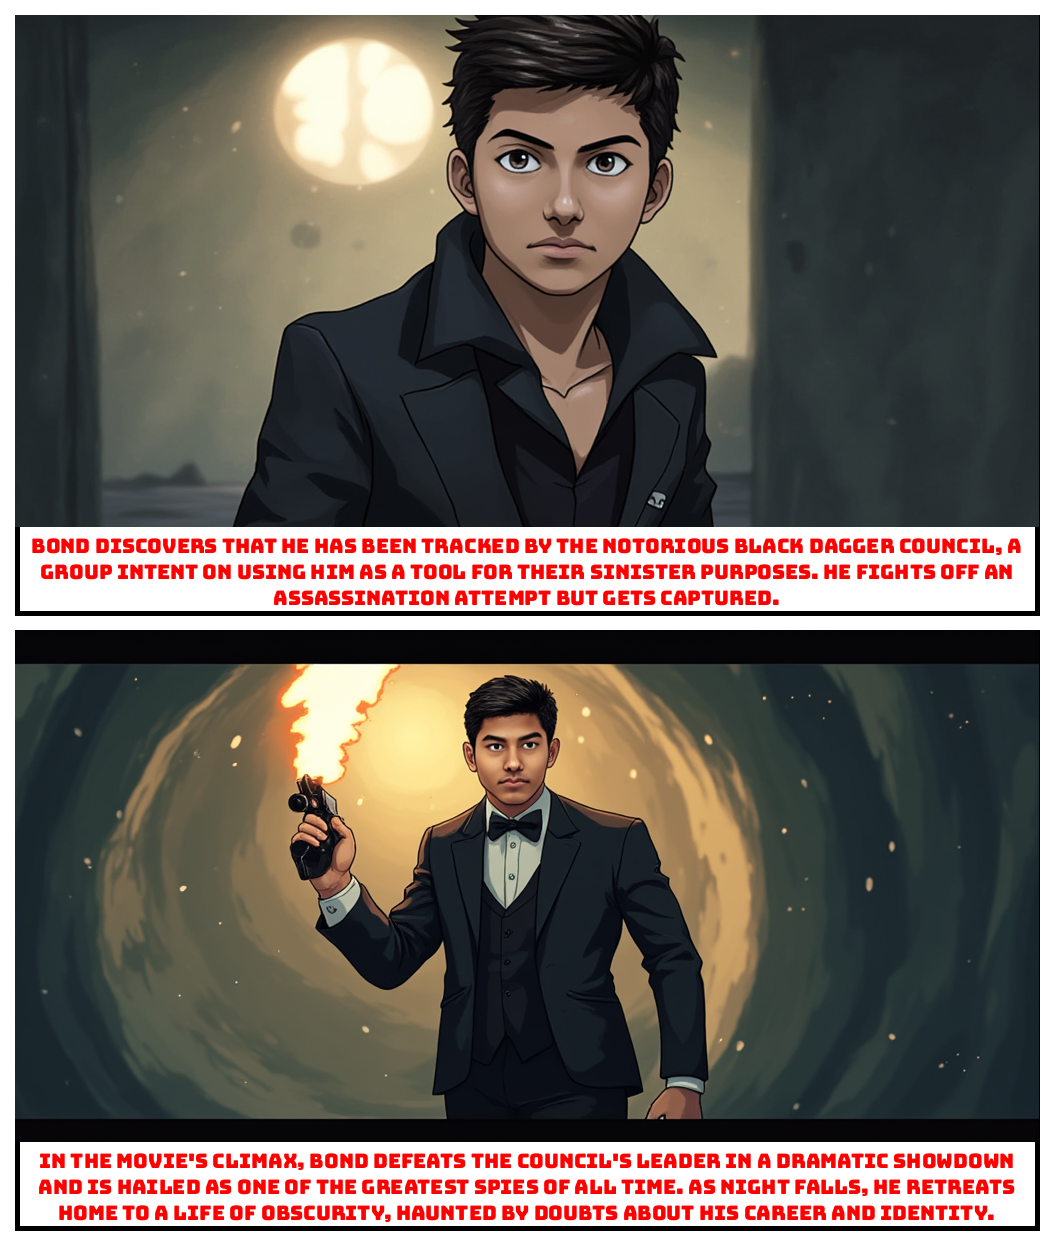 BOND DISCOVERS THAT HE HAS BEEN TRACKED BY THE NOTORIOUS BLACK DAGGER COUNCIL, A
GROUP INTENT ON USING HIM AS A TOOL FOR THEIR SINISTER PURPOSES. HE FIGHTS OFF AN
ASSASSINATION ATTEMPT BUT GETS CAPTURED.
IN THE MOVIE'S CLIMAX, BOND DEFEATS THE COUNCIL'S LEADER IN A DRAMATIC SHOWDOWN
AND IS HAILED AS ONE OF THE GREATEST SPIES OF ALL TIME. AS NIGHT FALLS, HE RETREATS
HOME TO A LIFE OF OBSCURITY, HAUNTED BY DOUBTS ABOUT HIS CAREER AND IDENTITY.